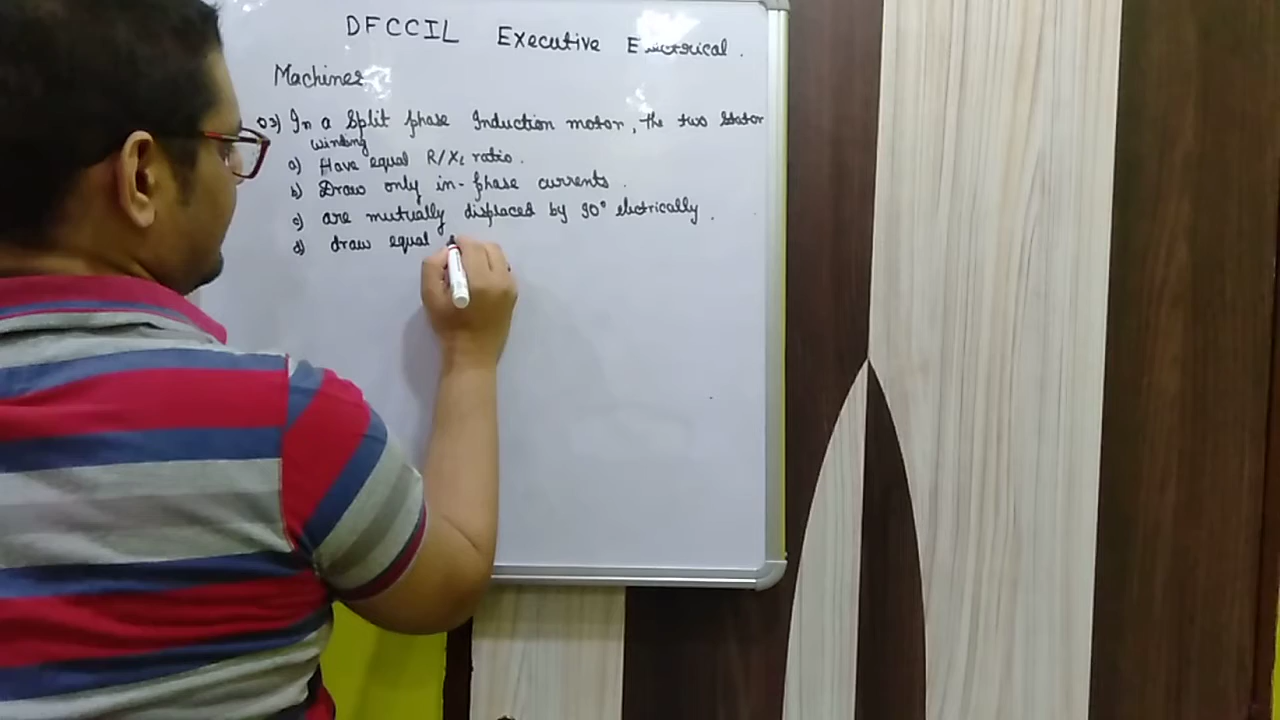 DFCCIL Executive Electrical.
Machines
03) In a Split phase Induction motor, the two stator
winding
a) Have equal R/XL ratio.
b) Draw only in-phase currents.
c) are mutually displaced by 90° electrically.
d) draw equal